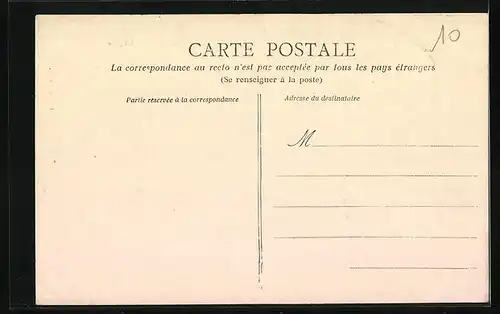 10
CARTE POSTALE
La correspondance au recto n'est pas acceptée par tous les pays étrangers
(Se renseigner à la poste)
Partie réservée à la correspondance
Adresse du destinataire
M